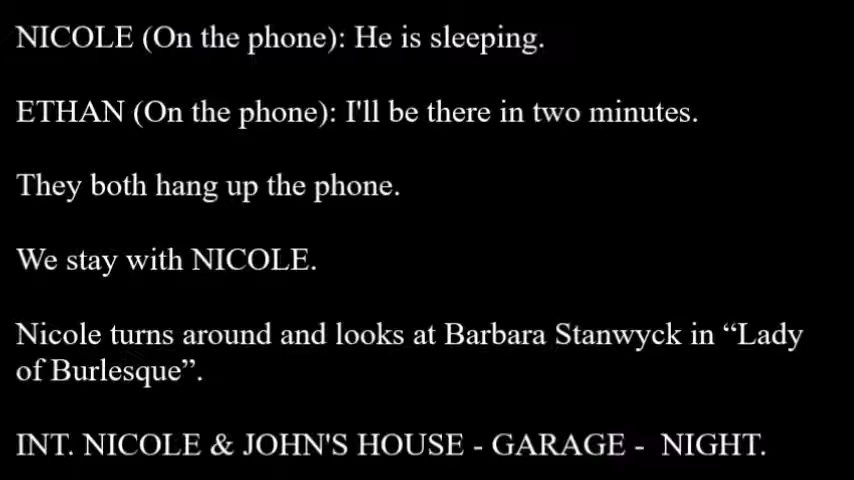 NICOLE (On the phone): He is sleeping.
ETHAN (On the phone): I'll be there in two minutes.
They both hang up the phone.
We stay with NICOLE.
Nicole turns around and looks at Barbara Stanwyck in “Lady
of Burlesque”.
INT. NICOLE & JOHN'S HOUSE - GARAGE -  NIGHT.